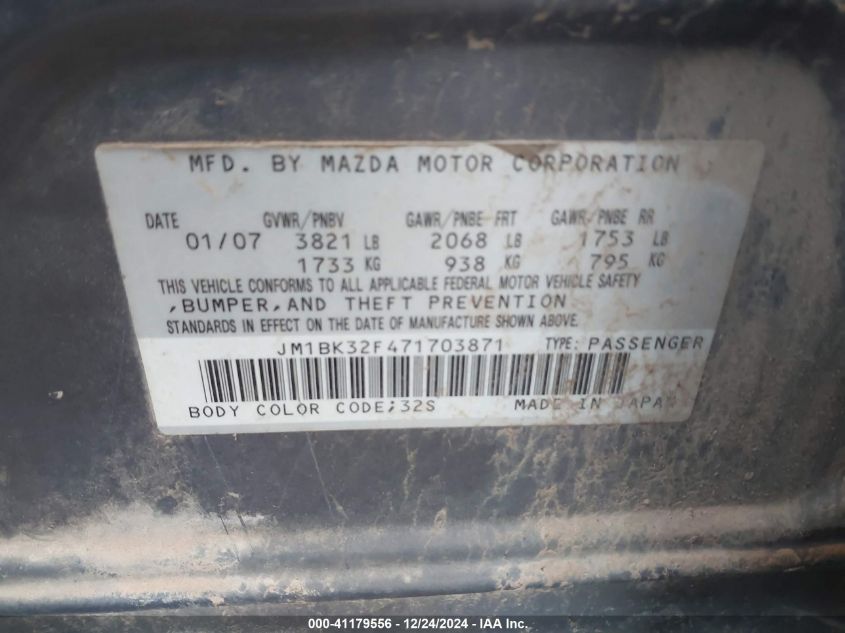 MFD. BY MAZDA MOTOR CORPORATION
DATE GVWR/PNBV GAWR/PNBE FRT GAWR/PNBE RR
01/07 3821 LB 2068 LB 1753 LB
1733 KG 938 KG 795 KG
THIS VEHICLE CONFORMS TO ALL APPLICABLE FEDERAL MOTOR VEHICLE SAFETY
,BUMPER,AND THEFT PREVENTION
STANDARDS IN EFFECT ON THE DATE OF MANUFACTURE SHOWN ABOVE.
JM1BK32F471703871 TYPE: PASSENGER
BODY COLOR CODE;32S MADE IN JAPAN
000-41179556 - 12/24/2024 - IAA Inc.